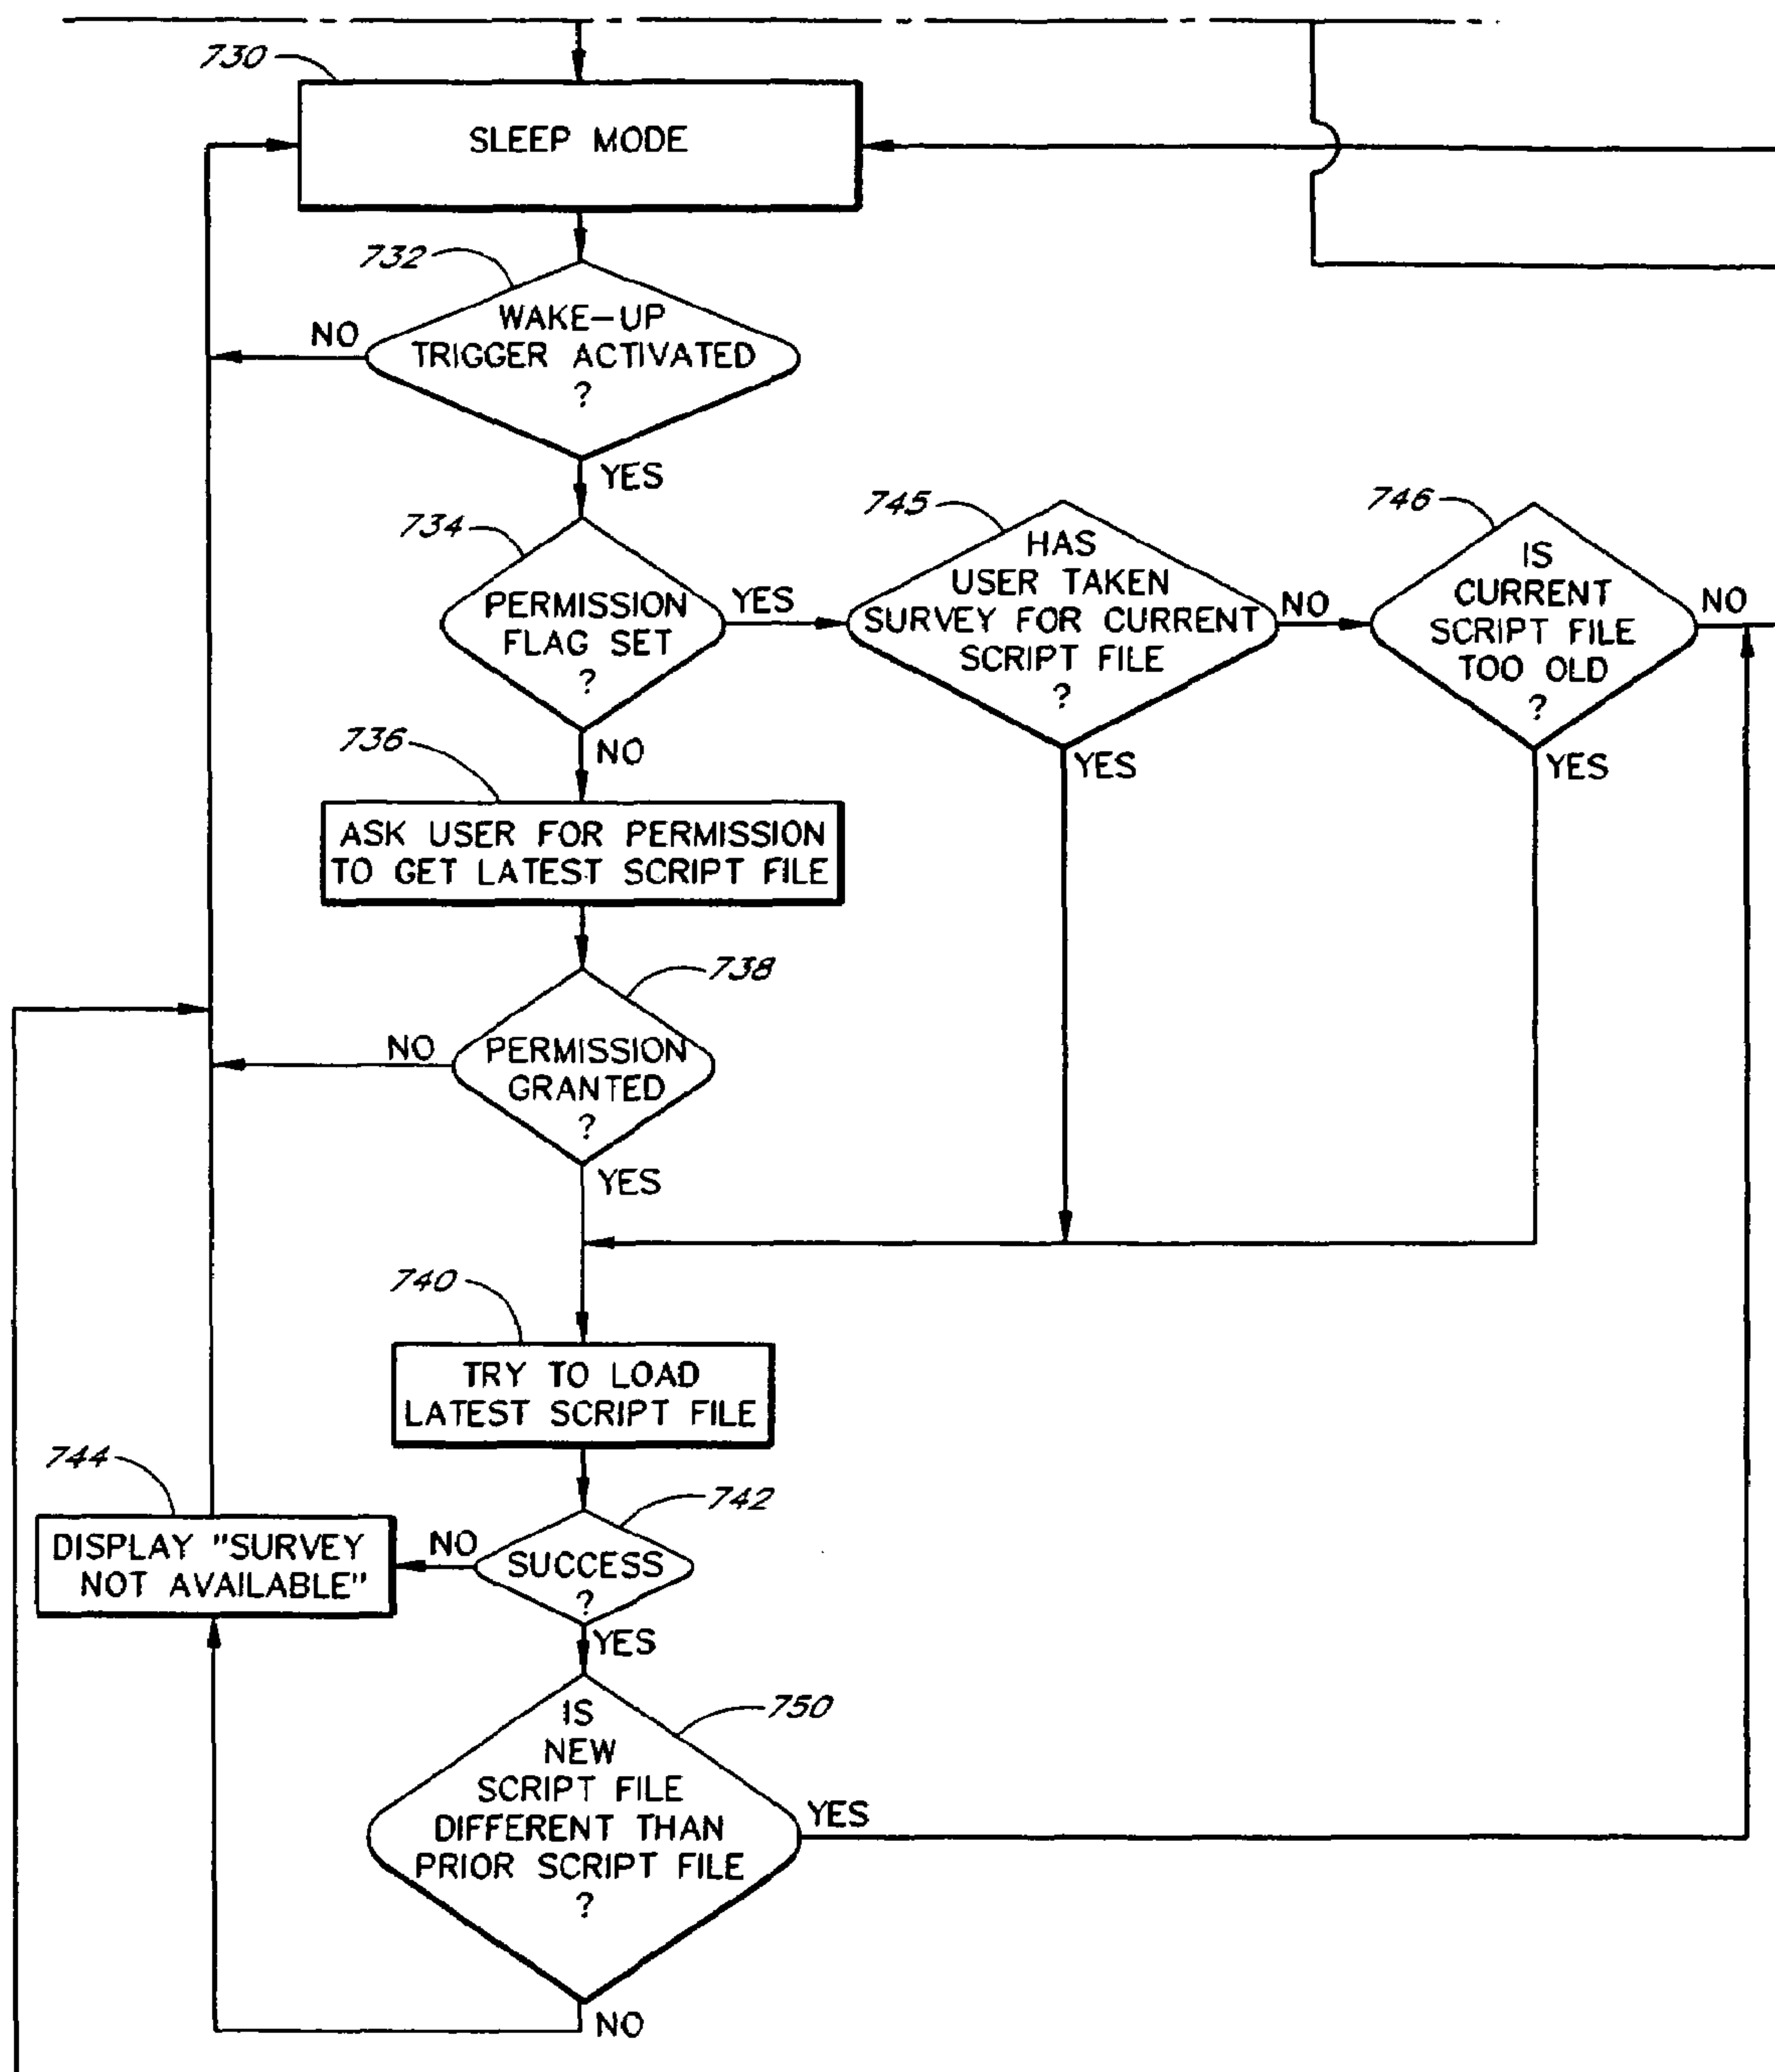 730
SLEEP MODE
732
WAKE-UP
TRIGGER ACTIVATED
?
NO
YES
734
PERMISSION
FLAG SET
?
YES
NO
745
HAS
USER TAKEN
SURVEY FOR CURRENT
SCRIPT FILE
?
NO
YES
746
IS
CURRENT
SCRIPT FILE
TOO OLD
?
NO
YES
736
ASK USER FOR PERMISSION
TO GET LATEST SCRIPT FILE
738
PERMISSION
GRANTED
?
NO
YES
740
TRY TO LOAD
LATEST SCRIPT FILE
742
SUCCESS
?
NO
YES
744
DISPLAY "SURVEY
NOT AVAILABLE"
750
IS
NEW
SCRIPT FILE
DIFFERENT THAN
PRIOR SCRIPT FILE
?
YES
NO